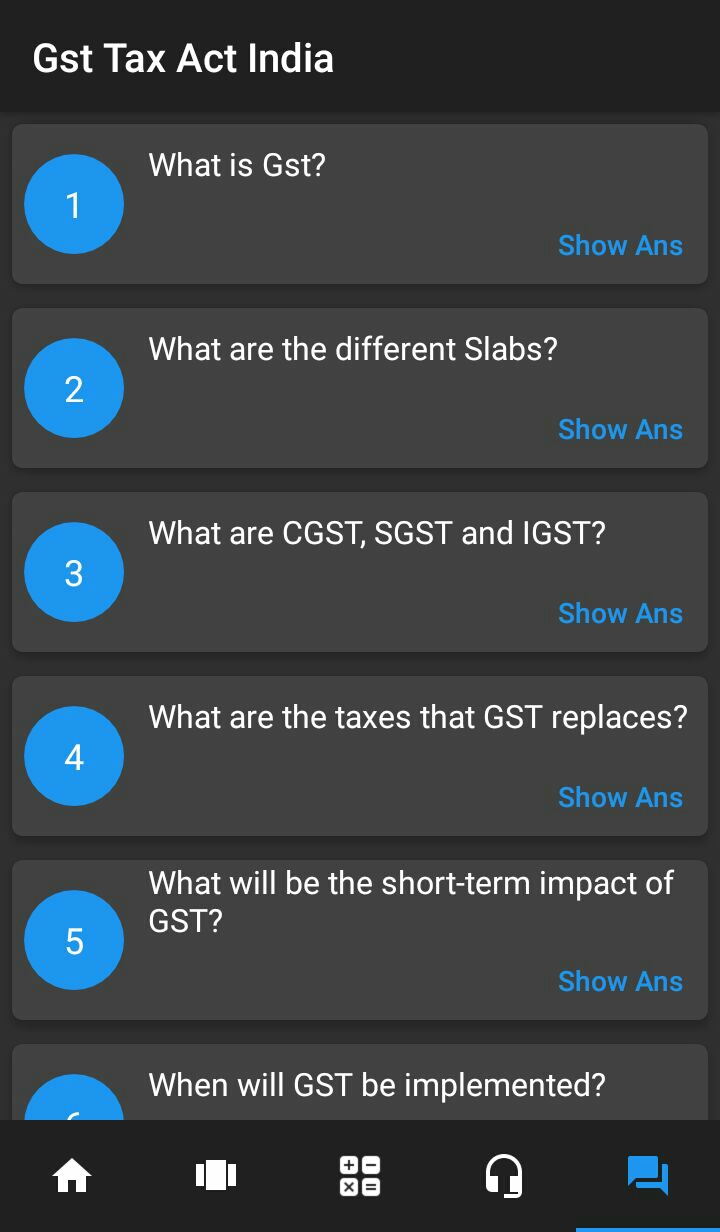 Gst Tax Act India
1
What is Gst?
Show Ans
2
What are the different Slabs?
Show Ans
3
What are CGST, SGST and IGST?
Show Ans
4
What are the taxes that GST replaces?
Show Ans
5
What will be the short-term impact of
GST?
Show Ans
When will GST be implemented?